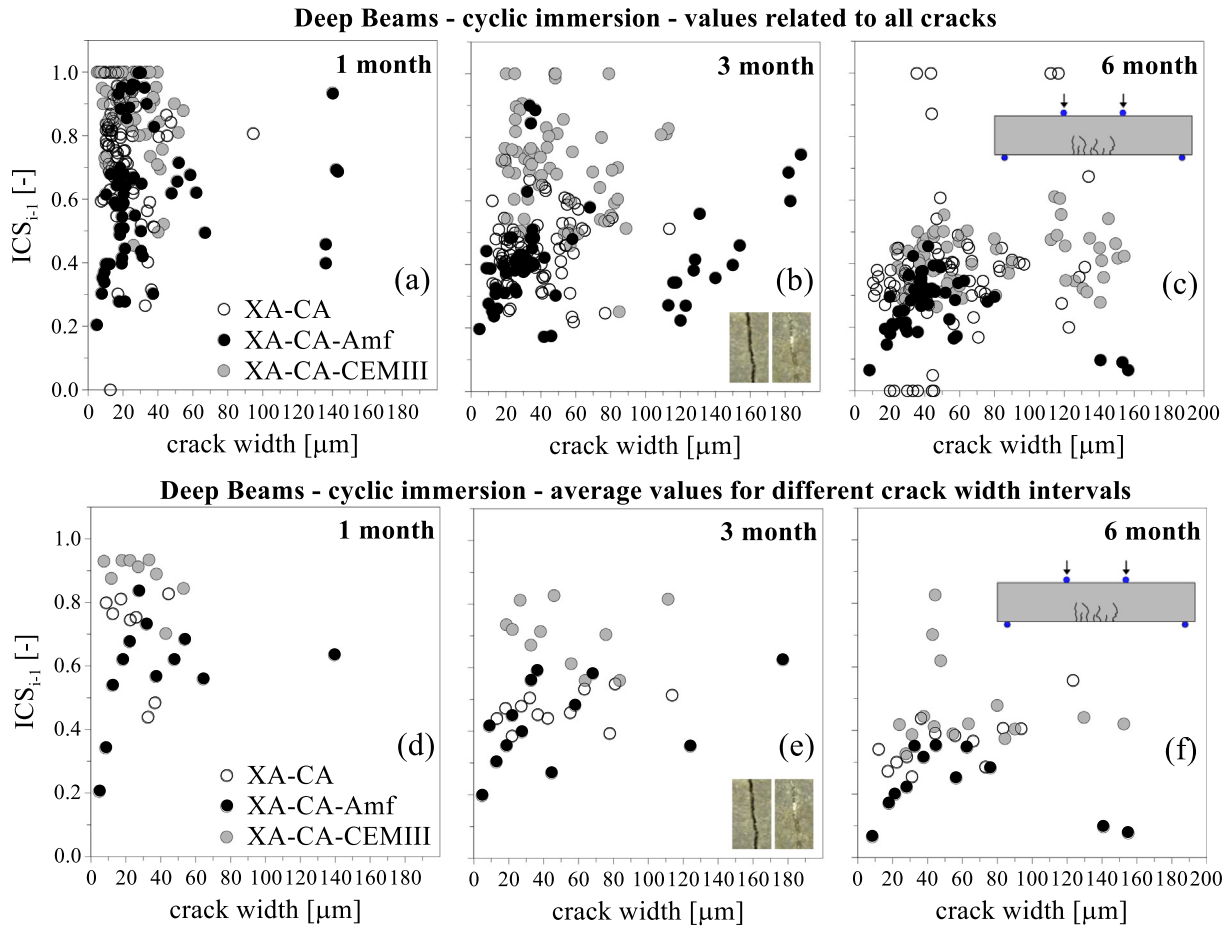 Deep Beams - cyclic immersion - values related to all cracks
1 month
3 month
6 month
ICSi-1 [-]
1.0
0.8
0.6
0.4
0.2
0.0
(a)
(b)
(c)
XA-CA
XA-CA-Amf
XA-CA-CEMIII
0 20 40 60 80 100 120 140 160 180
0 20 40 60 80 100 120 140 160 180
0 20 40 60 80 100 120 140 160 180 200
crack width [μm]
crack width [μm]
crack width [μm]
Deep Beams - cyclic immersion - average values for different crack width intervals
1 month
3 month
6 month
ICSi-1 [-]
1.0
0.8
0.6
0.4
0.2
0.0
(d)
(e)
(f)
XA-CA
XA-CA-Amf
XA-CA-CEMIII
0 20 40 60 80 100 120 140 160 180
0 20 40 60 80 100 120 140 160 180
0 20 40 60 80 100 120 140 160 180 200
crack width [μm]
crack width [μm]
crack width [μm]